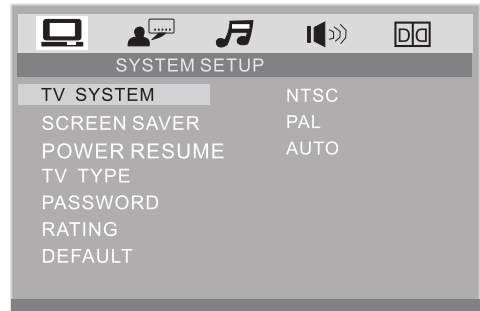 SYSTEM SETUP
TV SYSTEM NTSC
SCREEN SAVER PAL
POWER RESUME AUTO
TV TYPE
PASSWORD
RATING
DEFAULT